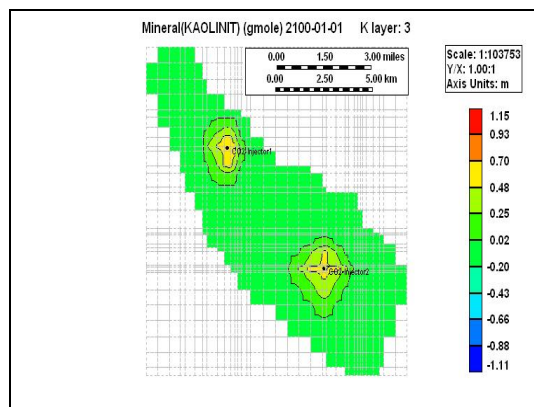 Mineral(KAOLINIT) (gmole) 2100-01-01 K layer: 3
0.00 1.50 3.00 miles
0.00 2.50 5.00 km
Scale: 1:103753
Y/X: 1.00:1
Axis Units: m
CO2-Injector1
CO2-Injector2
1.15
0.93
0.70
0.48
0.25
0.02
-0.20
-0.43
-0.66
-0.88
-1.11